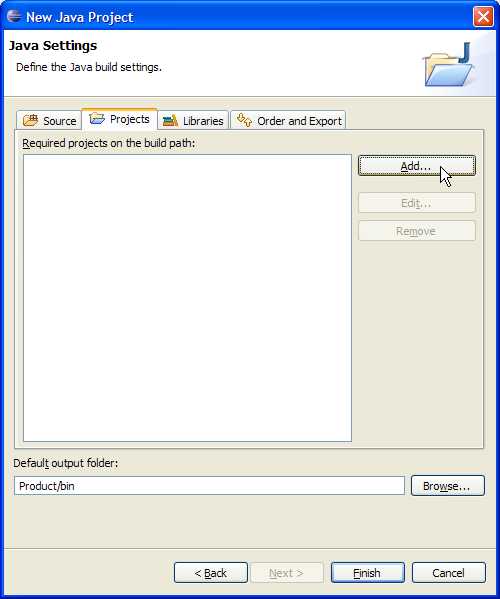 New Java Project
Java Settings
Define the Java build settings.
Source Projects Libraries Order and Export
Required projects on the build path:
Add...
Edit...
Remove
Default output folder:
Product/bin Browse...
< Back Next > Finish Cancel